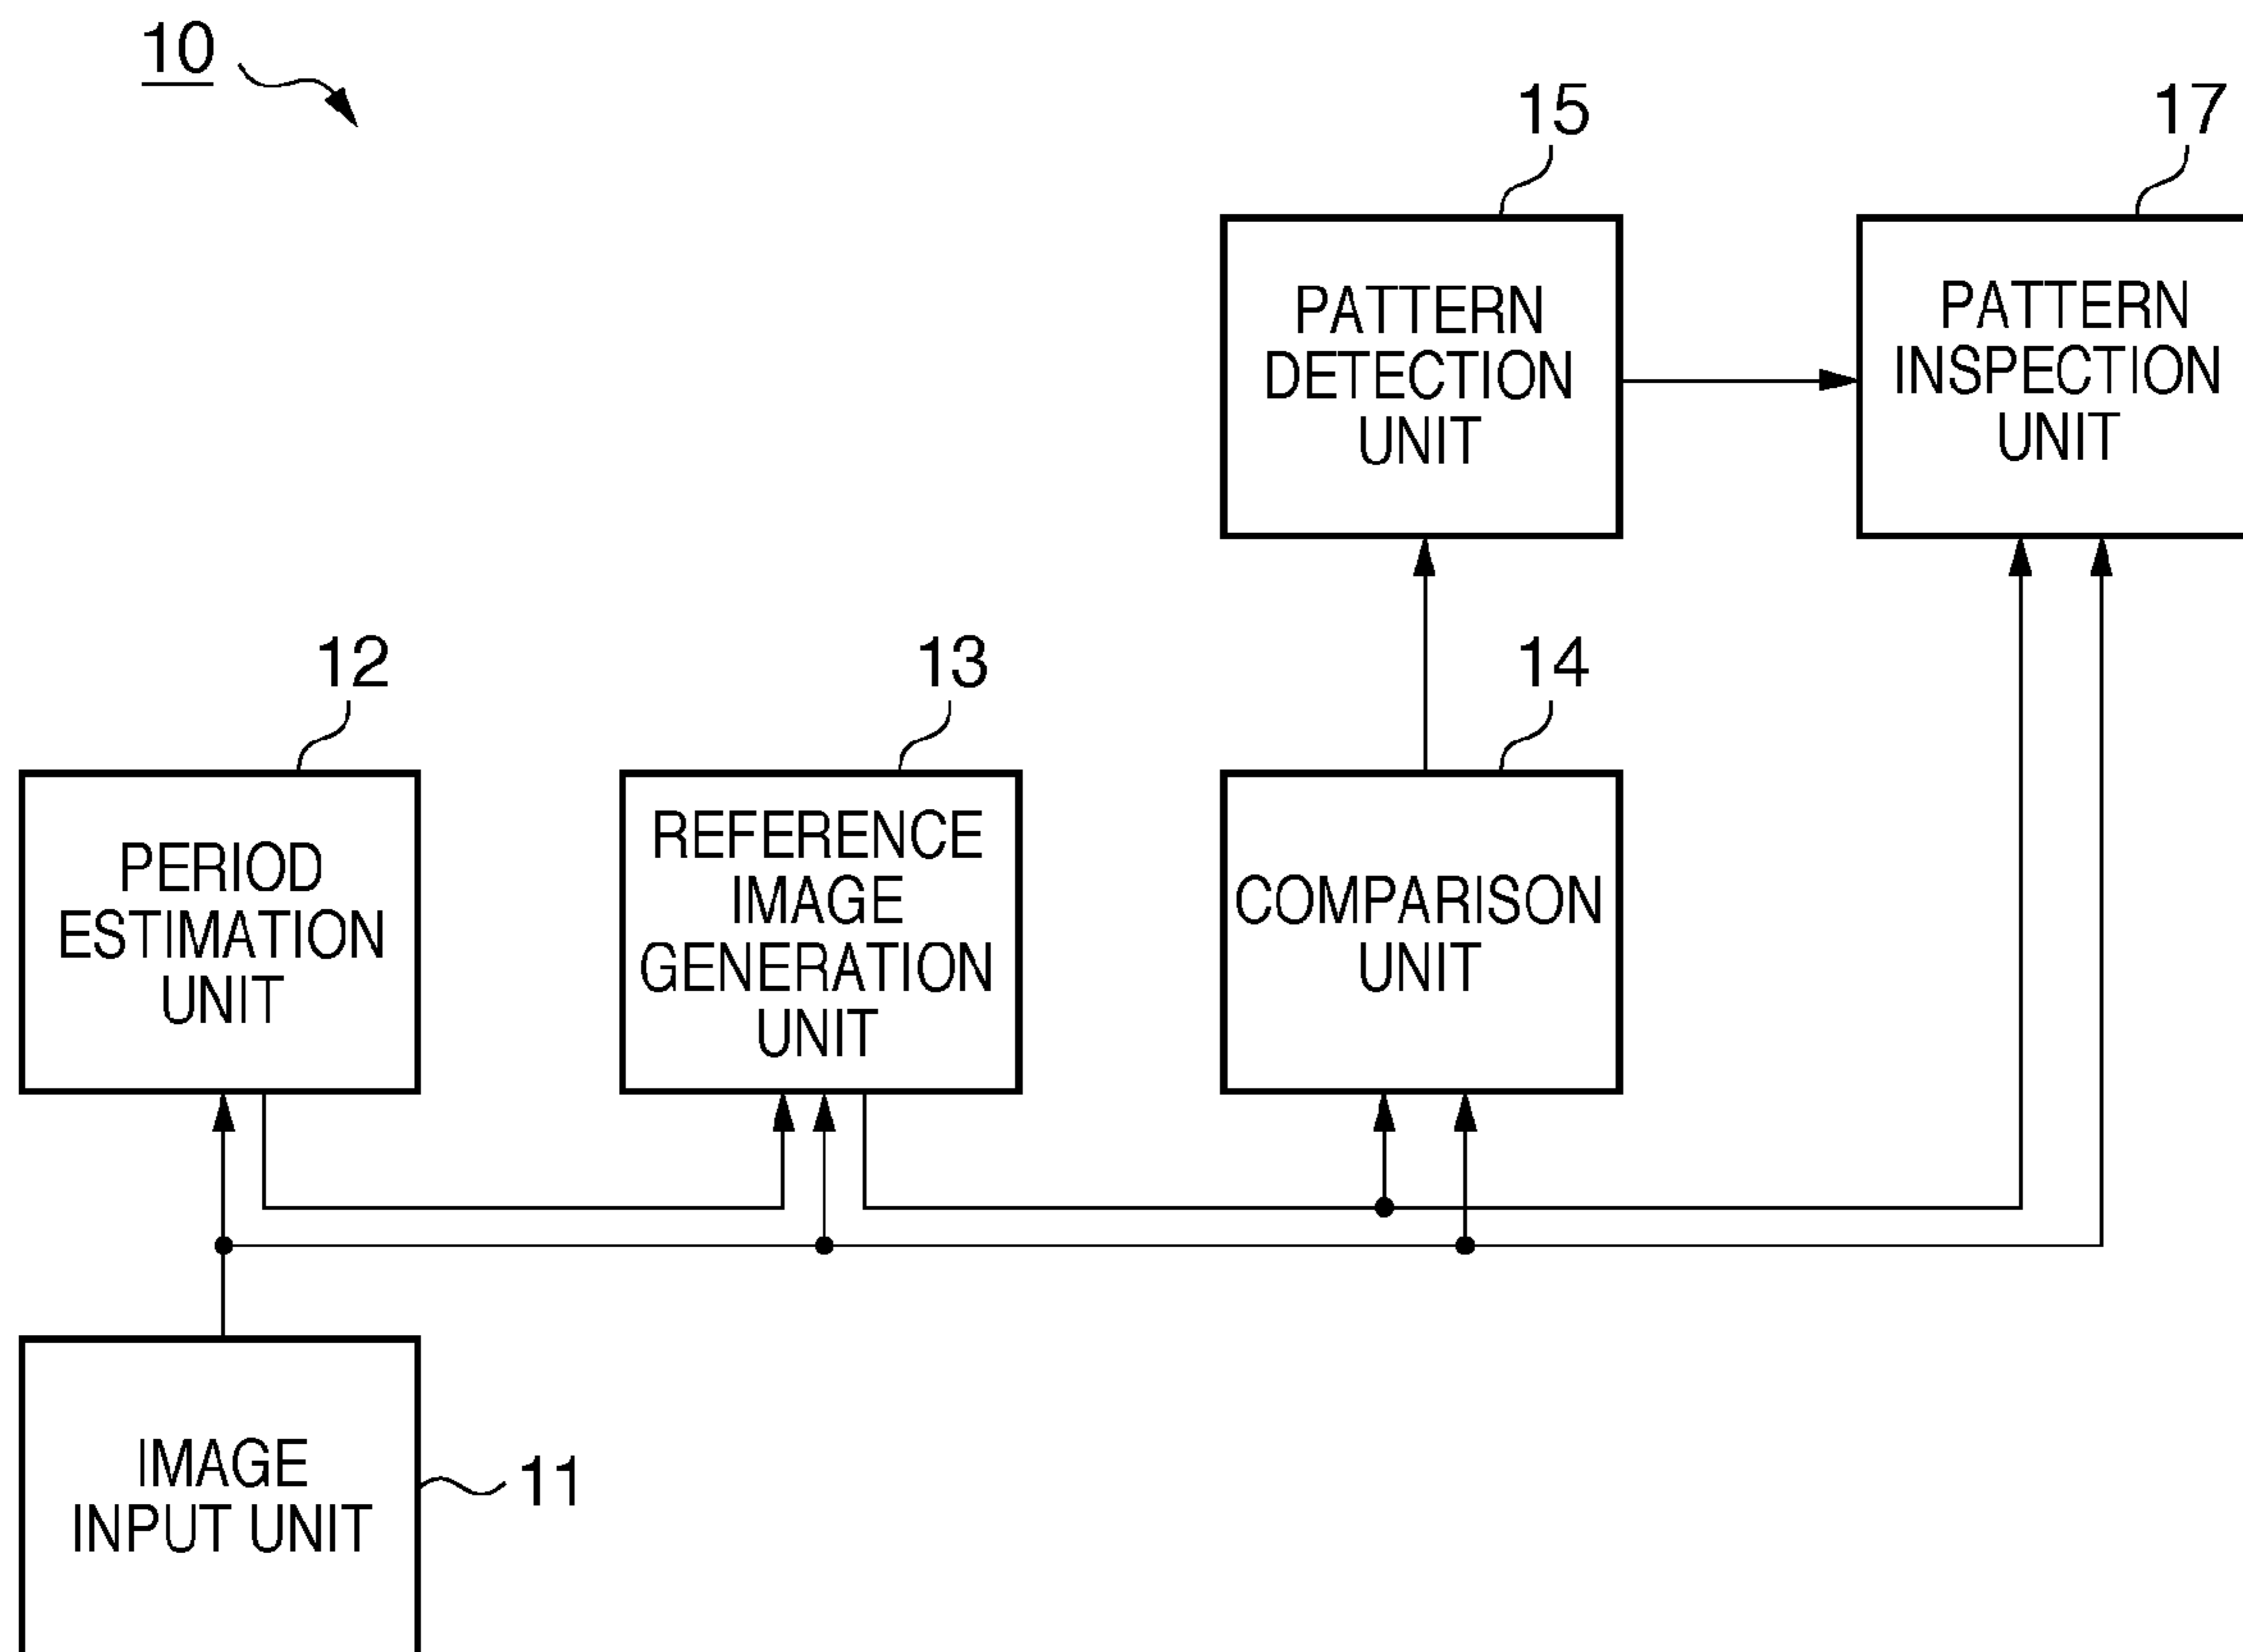 10
15
17
PATTERN
DETECTION
UNIT
PATTERN
INSPECTION
UNIT
12
13
14
PERIOD
ESTIMATION
UNIT
REFERENCE
IMAGE
GENERATION
UNIT
COMPARISON
UNIT
IMAGE
INPUT UNIT
11